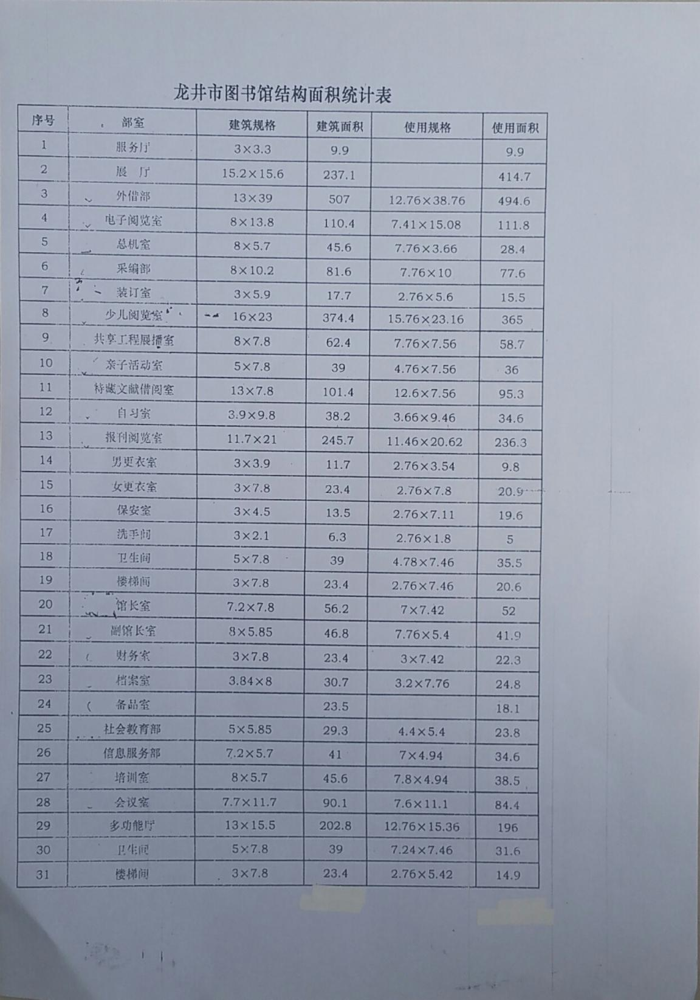 龙井市图书馆结构面积统计表
序号 部室 建筑规格 建筑面积 使用规格 使用面积
1 服务厅 3×3.3 9.9 9.9
2 展 厅 15.2×15.6 237.1 414.7
3 外借部 13×39 507 12.76×38.76 494.6
4 电子阅览室 8×13.8 110.4 7.41×15.08 111.8
5 总机室 8×5.7 45.6 7.76×3.66 28.4
6 采编部 8×10.2 81.6 7.76×10 77.6
7 装订室 3×5.9 17.7 2.76×5.6 15.5
8 少儿阅览室 16×23 374.4 15.76×23.16 365
9 共享工程展播室 8×7.8 62.4 7.76×7.56 58.7
10 亲子活动室 5×7.8 39 4.76×7.56 36
11 特藏文献借阅室 13×7.8 101.4 12.6×7.56 95.3
12 自习室 3.9×9.8 38.2 3.66×9.46 34.6
13 报刊阅览室 11.7×21 245.7 11.46×20.62 236.3
14 男更衣室 3×3.9 11.7 2.76×3.54 9.8
15 女更衣室 3×7.8 23.4 2.76×7.8 20.9
16 保安室 3×4.5 13.5 2.76×7.11 19.6
17 洗手间 3×2.1 6.3 2.76×1.8 5
18 卫生间 5×7.8 39 4.78×7.46 35.5
19 楼梯间 3×7.8 23.4 2.76×7.46 20.6
20 馆长室 7.2×7.8 56.2 7×7.42 52
21 副馆长室 8×5.85 46.8 7.76×5.4 41.9
22 财务室 3×7.8 23.4 3×7.42 22.3
23 档案室 3.84×8 30.7 3.2×7.76 24.8
24 备品室 23.5 18.1
25 社会教育部 5×5.85 29.3 4.4×5.4 23.8
26 信息服务部 7.2×5.7 41 7×4.94 34.6
27 培训室 8×5.7 45.6 7.8×4.94 38.5
28 会议室 7.7×11.7 90.1 7.6×11.1 84.4
29 多功能厅 13×15.5 202.8 12.76×15.36 196
30 卫生间 5×7.8 39 7.24×7.46 31.6
31 楼梯间 3×7.8 23.4 2.76×5.42 14.9